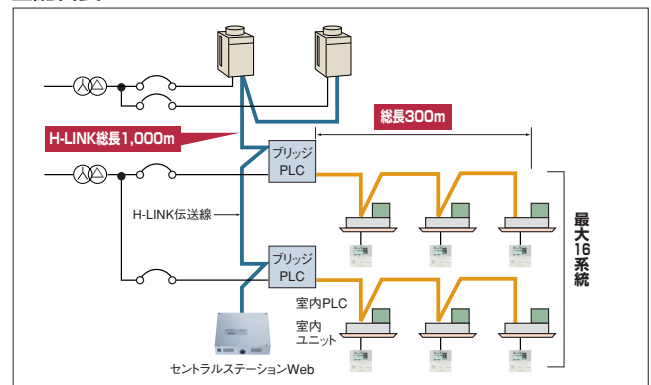 H-LINK総長1,000m
総長300m
ブリッジ
PLC
H-LINK伝送線
最大16系統
ブリッジ
PLC
室内PLC
室内
ユニット
セントラルステーションWeb